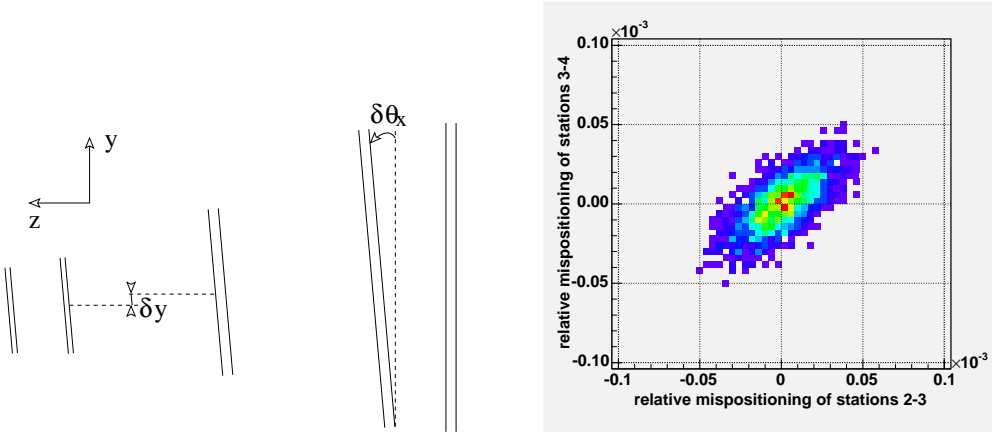 δθx
y
z
δy
×10⁻³
0.10
0.05
0.00
-0.05
-0.10
relative mispositioning of stations 3-4
-0.1
-0.05
0
0.05
0.1
×10⁻³
relative mispositioning of stations 2-3